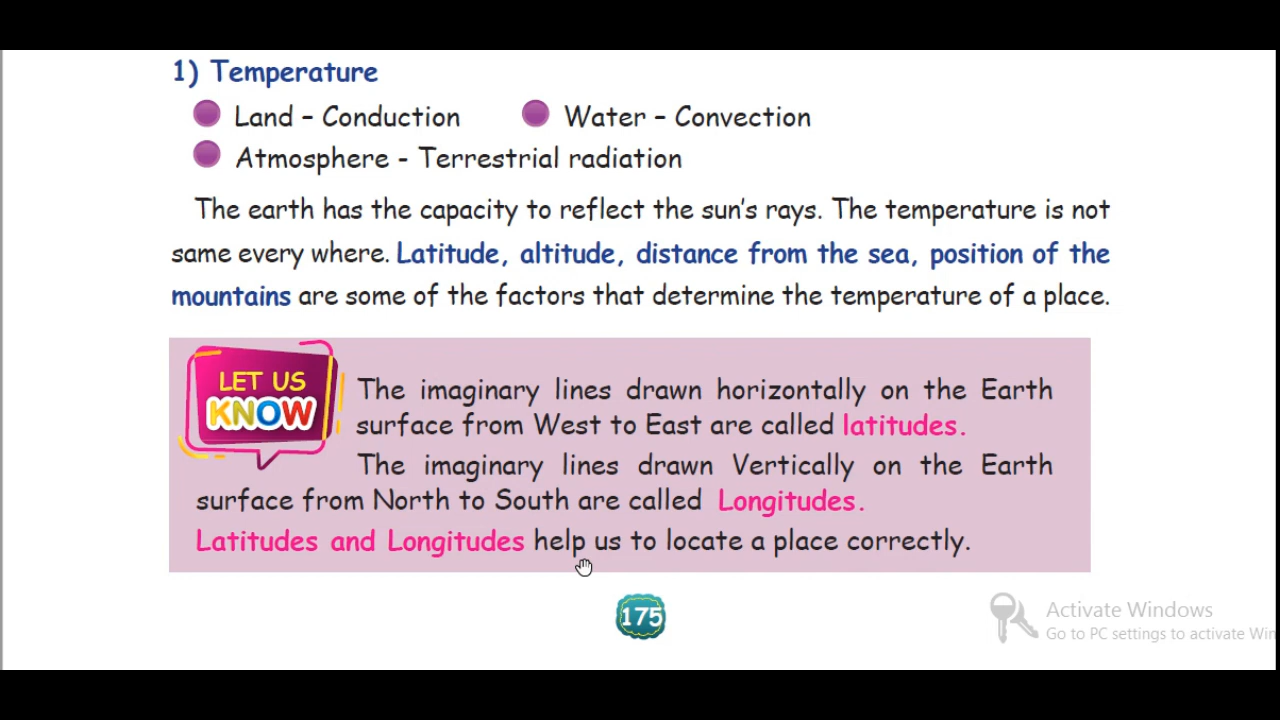 1) Temperature
Land – Conduction Water – Convection
Atmosphere - Terrestrial radiation
The earth has the capacity to reflect the sun's rays. The temperature is not
same every where. Latitude, altitude, distance from the sea, position of the
mountains are some of the factors that determine the temperature of a place.
LET US
KNOW
The imaginary lines drawn horizontally on the Earth
surface from West to East are called latitudes.
The imaginary lines drawn Vertically on the Earth
surface from North to South are called Longitudes.
Latitudes and Longitudes help us to locate a place correctly.
175
Activate Windows
Go to PC settings to activate Win